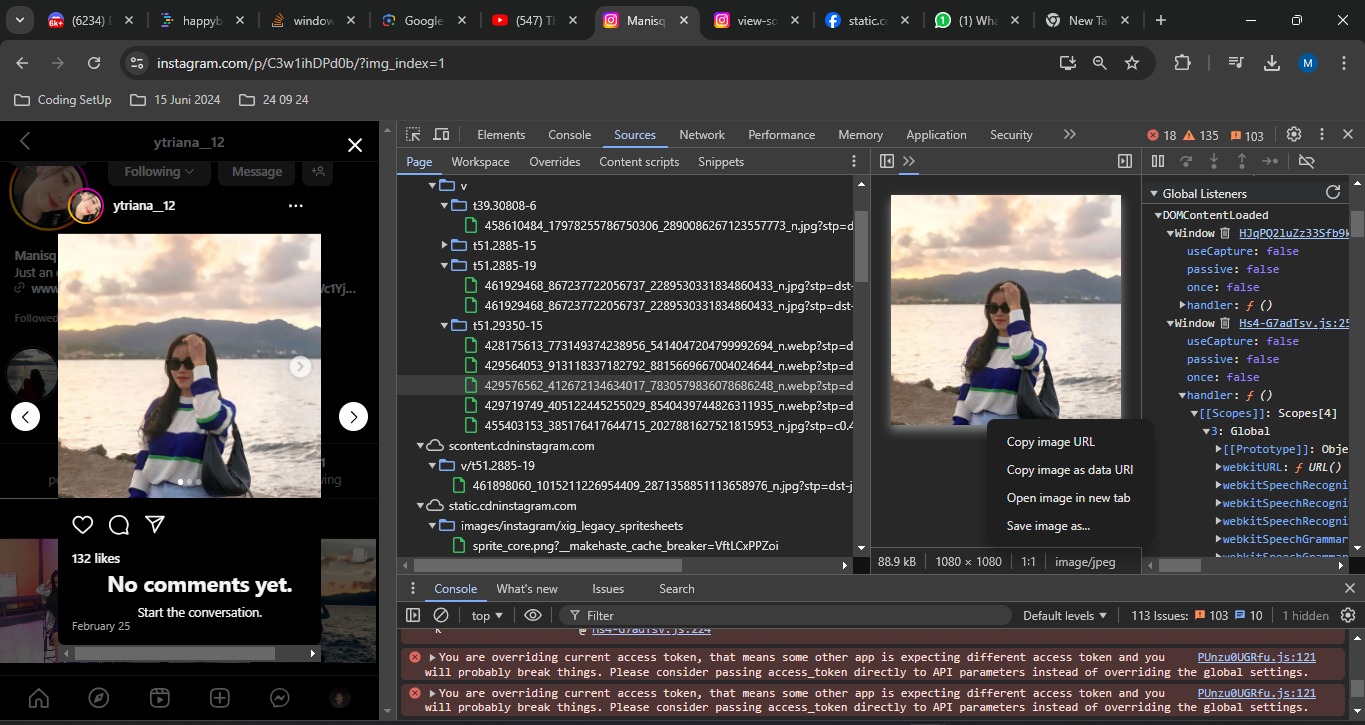 (6234)
happyb
window
Google
(547) T
Manisq
view-so
static.c
(1) Wha
New Ta
instagram.com/p/C3w1ihDPd0b/?img_index=1
M
Coding SetUp
15 Juni 2024
24 09 24
ytriana__12
Following
Message
ytriana__12
Manisq
Just an
www
/c1Yj...
Followed
132 likes
No comments yet.
Start the conversation.
February 25
Elements
Console
Sources
Network
Performance
Memory
Application
Security
18
135
103
Page
Workspace
Overrides
Content scripts
Snippets
v
t39.30808-6
458610484_17978255786750306_2890086267123557773_n.jpg?stp=d
t51.2885-15
t51.2885-19
461929468_867237722056737_2289530331834860433_n.jpg?stp=dst-
461929468_867237722056737_2289530331834860433_n.jpg?stp=dst-
t51.29350-15
428175613_773149374238956_5414047204799992694_n.webp?stp=d
429564053_913118337182792_8815669667004024644_n.webp?stp=d
429576562_412672134634017_7830579836078686248_n.webp?stp=d
429719749_405122445255029_8540439744826311935_n.webp?stp=d
455403153_385176417644715_2027881627521815953_n.jpg?stp=c0.4
scontent.cdninstagram.com
v/t51.2885-19
461898060_1015211226954409_2871358851113658976_n.jpg?stp=dst-j
static.cdninstagram.com
images/instagram/xig_legacy_spritesheets
sprite_core.png?__makehaste_cache_breaker=VftLCxPPZoi
Copy image URL
Copy image as data URI
Open image in new tab
Save image as...
88.9 kB
1080 × 1080
1:1
image/jpeg
Global Listeners
DOMContentLoaded
Window HJqPQ2luZz33Sfb9k
useCapture: false
passive: false
once: false
handler: ƒ ()
Window Hs4-G7adTsv.js:25
useCapture: false
passive: false
once: false
handler: ƒ ()
[[Scopes]]: Scopes[4]
3: Global
[[Prototype]]: Obje
webkitURL: ƒ URL()
webkitSpeechRecogni
webkitSpeechRecogni
webkitSpeechRecogni
webkitSpeechGrammar
webkitSpeechGrammar
Console
What's new
Issues
Search
top
Filter
Default levels
113 Issues:
103
10
1 hidden
k @ Hs4-G7adTsv.js:224
You are overriding current access token, that means some other app is expecting different access token and you PUnzu0UGRfu.js:121
will probably break things. Please consider passing access_token directly to API parameters instead of overriding the global settings.
You are overriding current access token, that means some other app is expecting different access token and you PUnzu0UGRfu.js:121
will probably break things. Please consider passing access_token directly to API parameters instead of overriding the global settings.